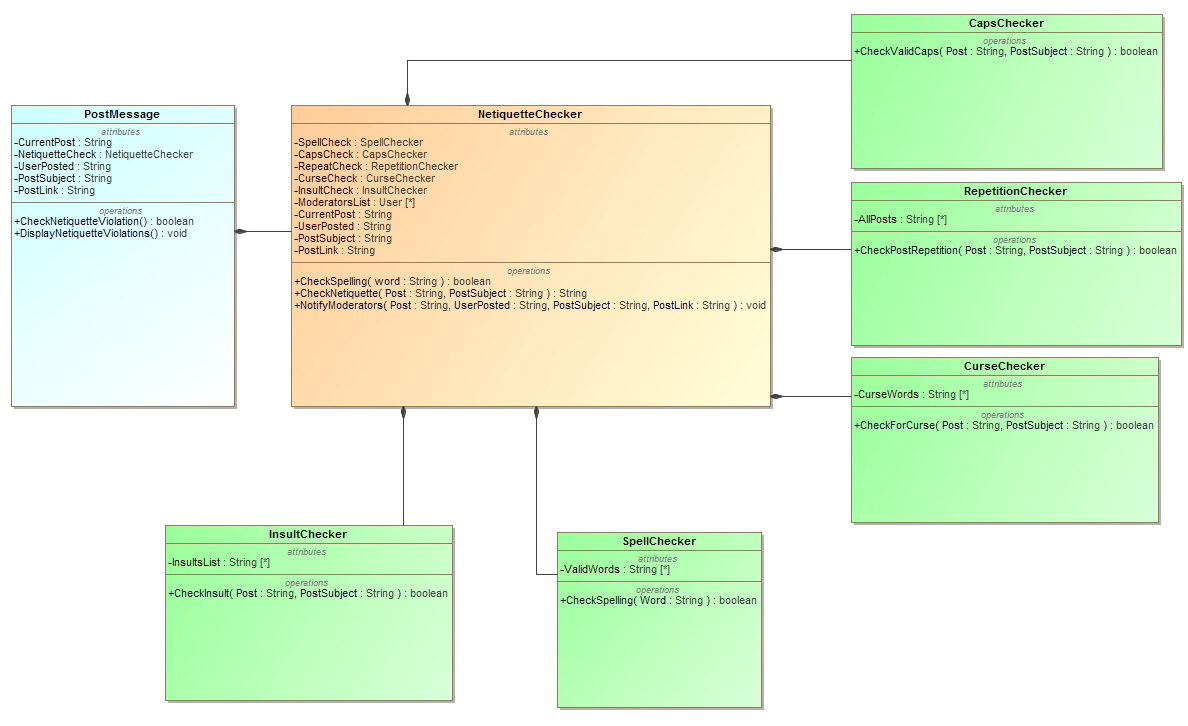 CapsChecker
operations
+CheckValidCaps( Post : String, PostSubject : String ) : boolean
PostMessage
attributes
-CurrentPost : String
-NetiquetteCheck : NetiquetteChecker
-UserPosted : String
-PostSubject : String
-PostLink : String
operations
+CheckNetiquetteViolation() : boolean
+DisplayNetiquetteViolations() : void
NetiquetteChecker
attributes
-SpellCheck : SpellChecker
-CapsCheck : CapsChecker
-RepeatCheck : RepetitionChecker
-CurseCheck : CurseChecker
-InsultCheck : InsultChecker
-ModeratorsList : User [*]
-CurrentPost : String
-UserPosted : String
-PostSubject : String
-PostLink : String
operations
+CheckSpelling( word : String ) : boolean
+CheckNetiquette( Post : String, PostSubject : String ) : String
+NotifyModerators( Post : String, UserPosted : String, PostSubject : String, PostLink : String ) : void
RepetitionChecker
attributes
-AllPosts : String [*]
operations
+CheckPostRepetition( Post : String, PostSubject : String ) : boolean
CurseChecker
attributes
-CurseWords : String [*]
operations
+CheckForCurse( Post : String, PostSubject : String ) : boolean
InsultChecker
attributes
-InsultsList : String [*]
operations
+CheckInsult( Post : String, PostSubject : String ) : boolean
SpellChecker
attributes
-ValidWords : String [*]
operations
+CheckSpelling( Word : String ) : boolean